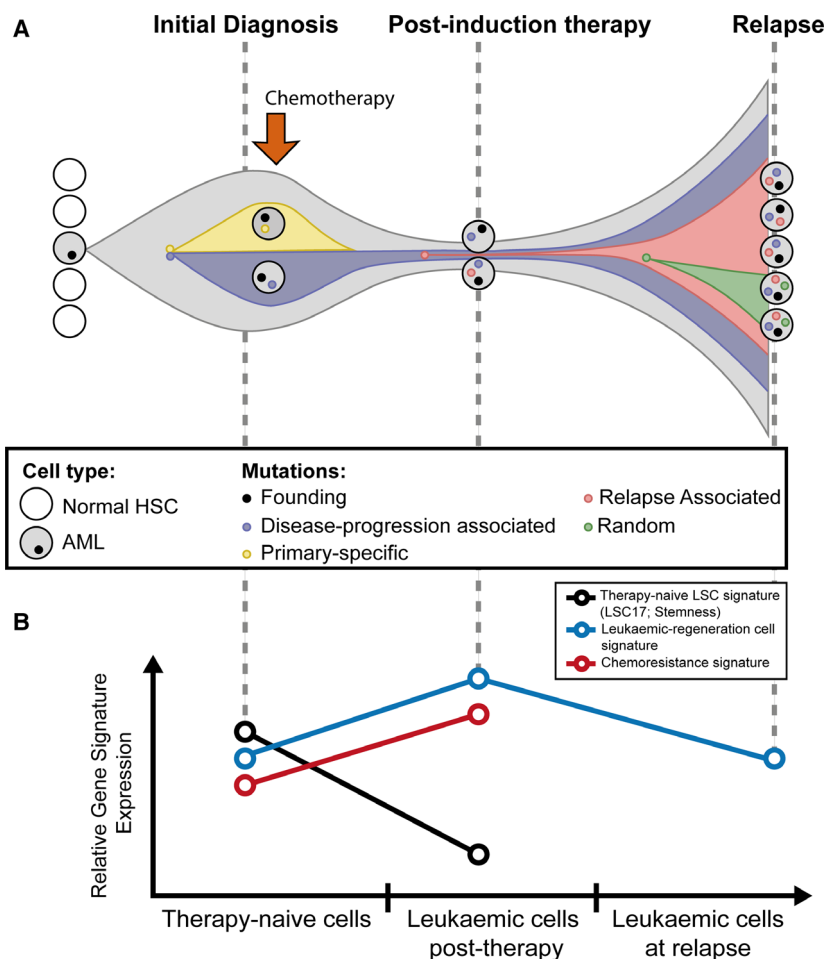 A
Initial Diagnosis
Post-induction therapy
Relapse
Chemotherapy
Cell type:
Normal HSC
AML
Mutations:
Founding
Disease-progression associated
Primary-specific
Relapse Associated
Random
B
Therapy-naive LSC signature
(LSC17; Stemness)
Leukaemic-regeneration cell
signature
Chemoresistance signature
Relative Gene Signature
Expression
Therapy-naive cells
Leukaemic cells
post-therapy
Leukaemic cells
at relapse